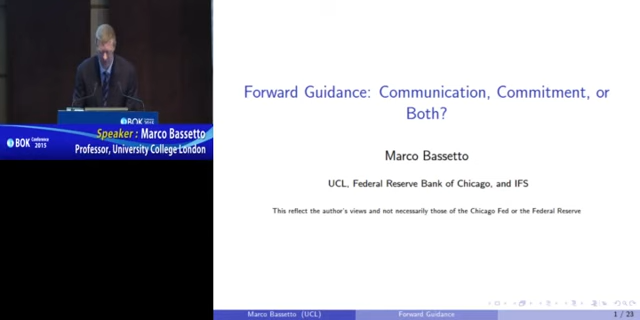 BOK
BOK Conference 2015
Speaker : Marco Bassetto
Professor, University College London
Forward Guidance: Communication, Commitment, or
Both?
Marco Bassetto
UCL, Federal Reserve Bank of Chicago, and IFS
This reflect the author's views and not necessarily those of the Chicago Fed or the Federal Reserve
Marco Bassetto (UCL)
Forward Guidance
1 / 23